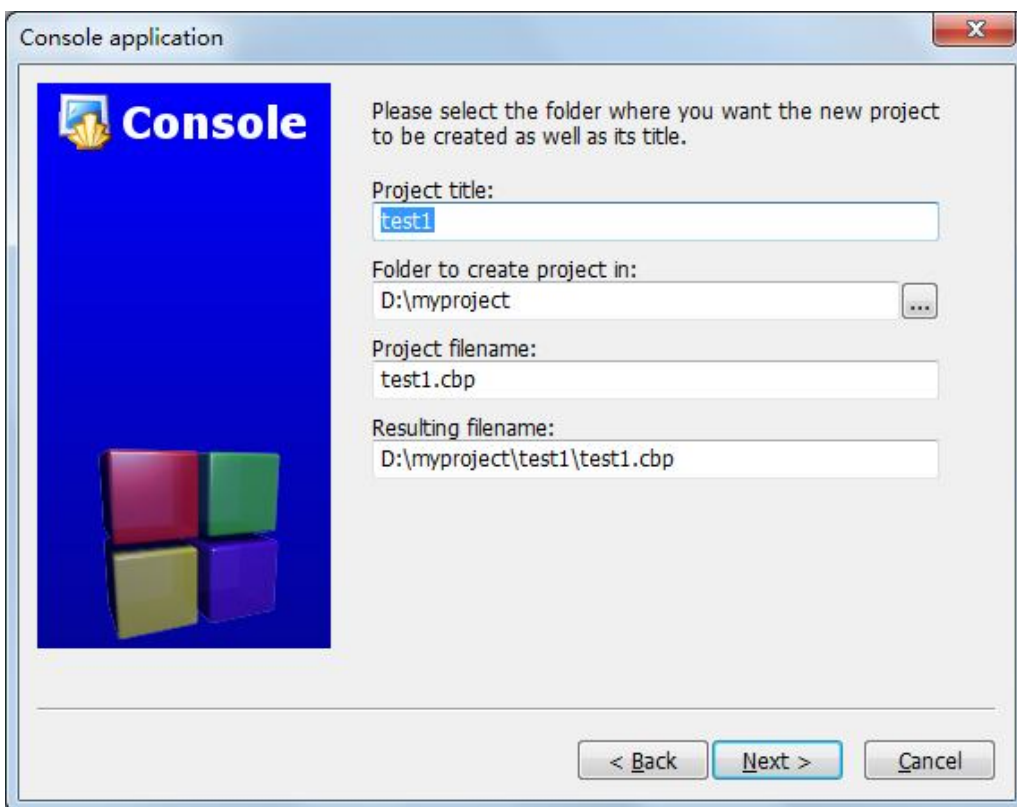 Console application
Console
Please select the folder where you want the new project
to be created as well as its title.
Project title:
test1
Folder to create project in:
D:\myproject
...
Project filename:
test1.cbp
Resulting filename:
D:\myproject\test1\test1.cbp
< Back
Next >
Cancel